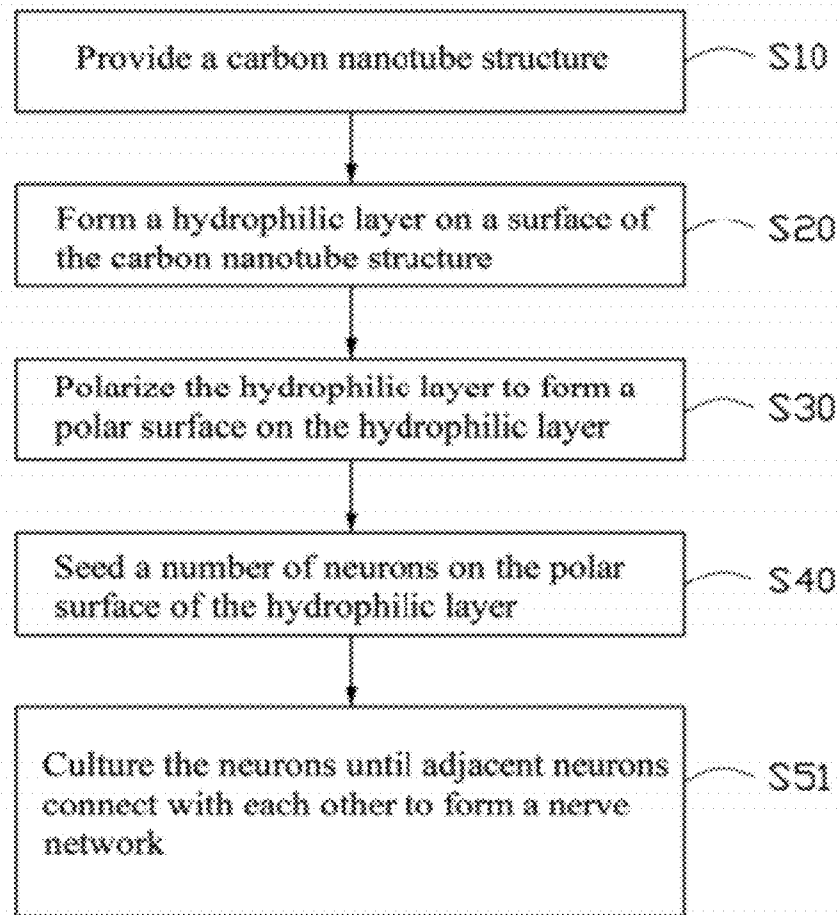 Provide a carbon nanotube structure
S10
Form a hydrophilic layer on a surface of
the carbon nanotube structure
S20
Polarize the hydrophilic layer to form a
polar surface on the hydrophilic layer
S30
Seed a number of neurons on the polar
surface of the hydrophilic layer
S40
Culture the neurons until adjacent neurons
connect with each other to form a nerve
network
S51